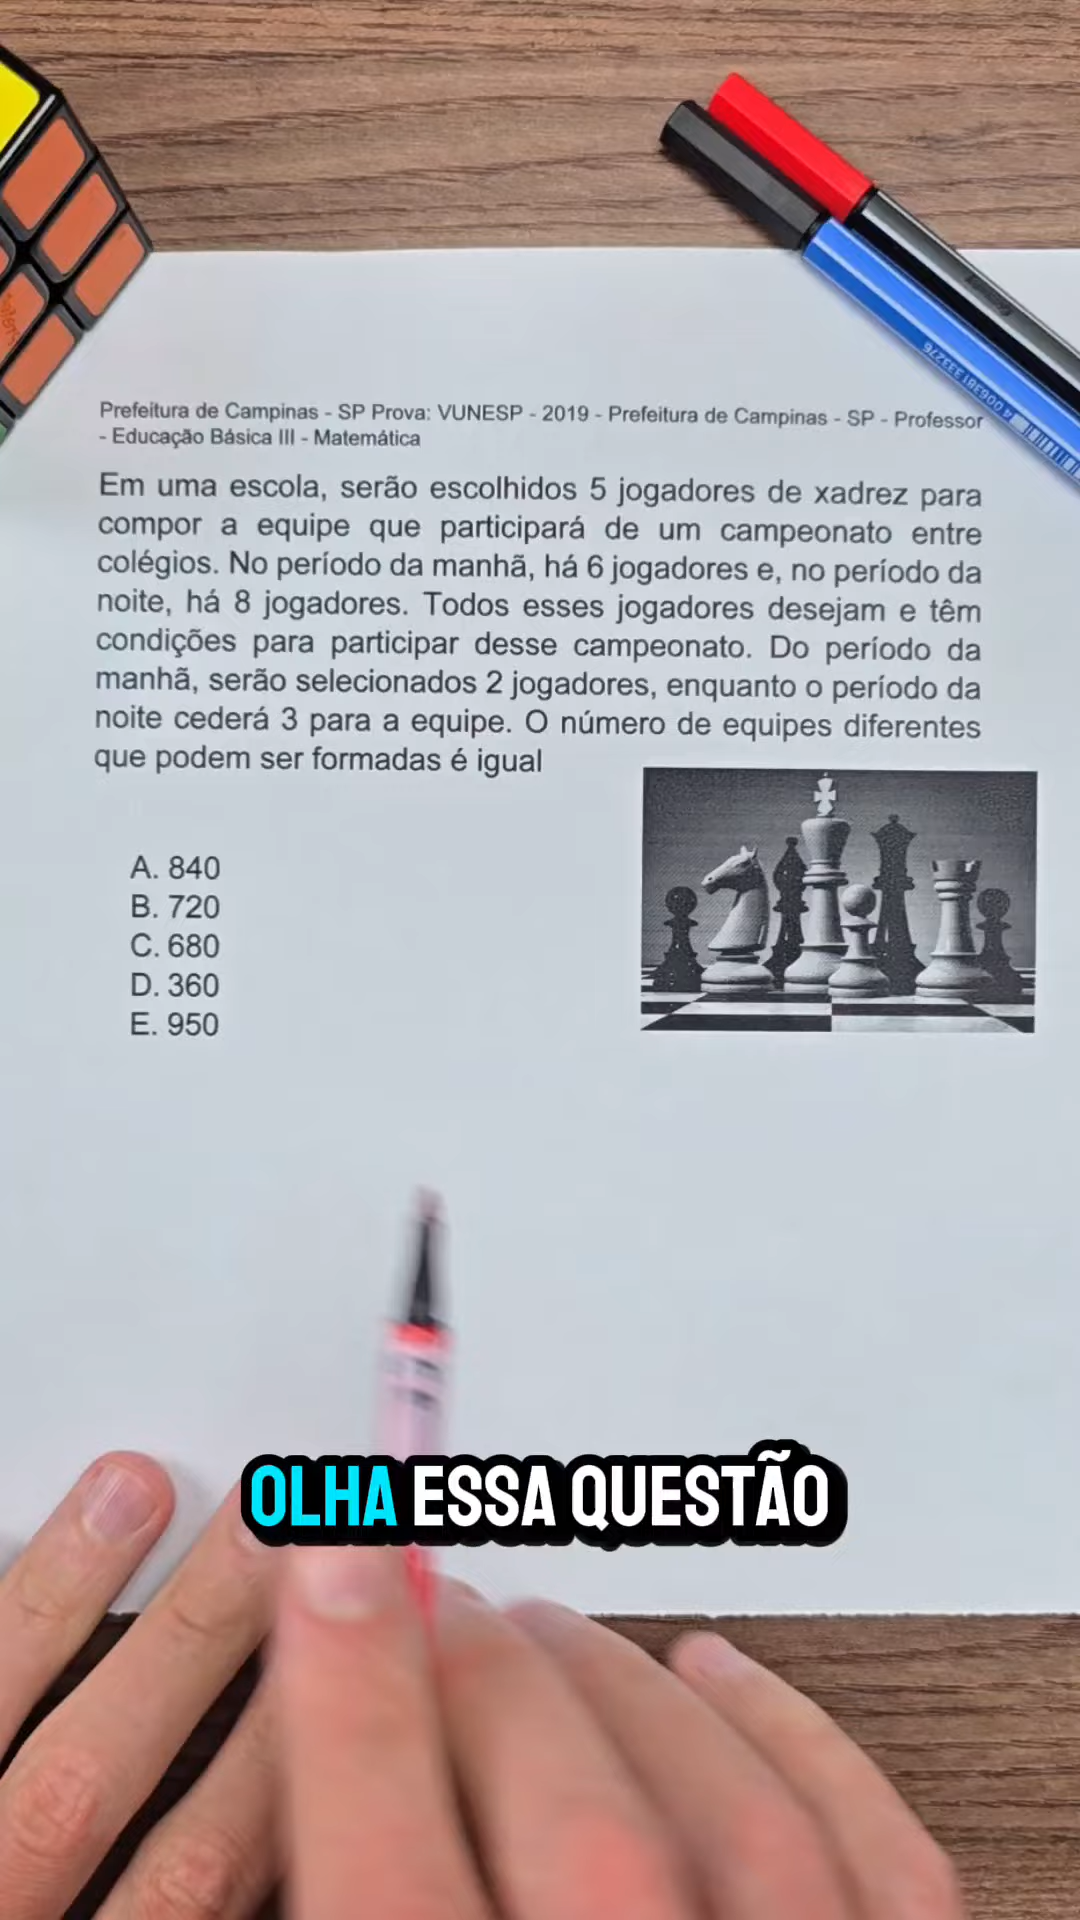 4 006381 333276
Prefeitura de Campinas - SP Prova: VUNESP - 2019 - Prefeitura de Campinas - SP - Professor
- Educação Básica III - Matemática
Em uma escola, serão escolhidos 5 jogadores de xadrez para
compor a equipe que participará de um campeonato entre
colégios. No período da manhã, há 6 jogadores e, no período da
noite, há 8 jogadores. Todos esses jogadores desejam e têm
condições para participar desse campeonato. Do período da
manhã, serão selecionados 2 jogadores, enquanto o período da
noite cederá 3 para a equipe. O número de equipes diferentes
que podem ser formadas é igual
A. 840
B. 720
C. 680
D. 360
E. 950
OLHA ESSA QUESTÃO